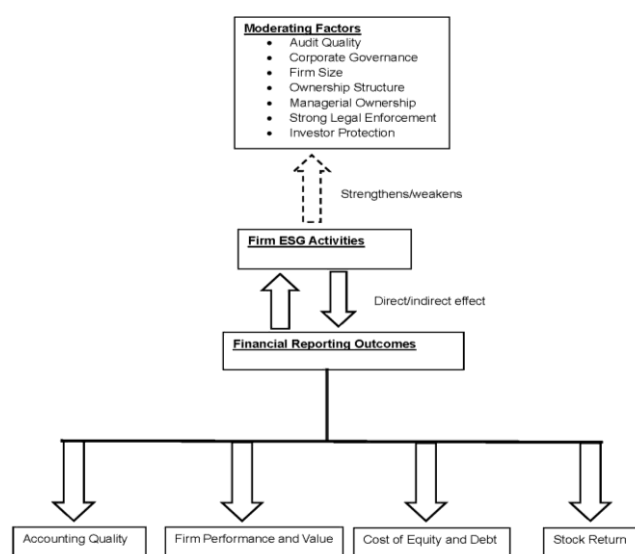 Moderating Factors
• Audit Quality
• Corporate Governance
• Firm Size
• Ownership Structure
• Managerial Ownership
• Strong Legal Enforcement
• Investor Protection
Strengthens/weakens
Firm ESG Activities
Direct/indirect effect
Financial Reporting Outcomes
Accounting Quality
Firm Performance and Value
Cost of Equity and Debt
Stock Return